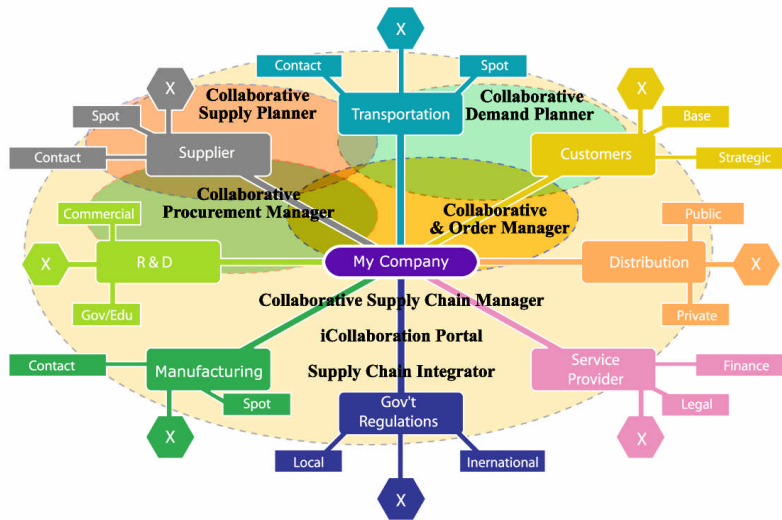 X
Contact
Spot
Transportation
X
Spot
Contact
Supplier
Collaborative
Supply Planner
Collaborative
Demand Planner
X
Base
Strategic
Customers
Collaborative
Procurement Manager
Collaborative
& Order Manager
Commercial
X
R & D
Gov/Edu
My Company
Public
Distribution
X
Private
Collaborative Supply Chain Manager
iCollaboration Portal
Supply Chain Integrator
Contact
Manufacturing
Spot
X
Gov't
Regulations
Local
Inernational
X
Service
Provider
Finance
Legal
X